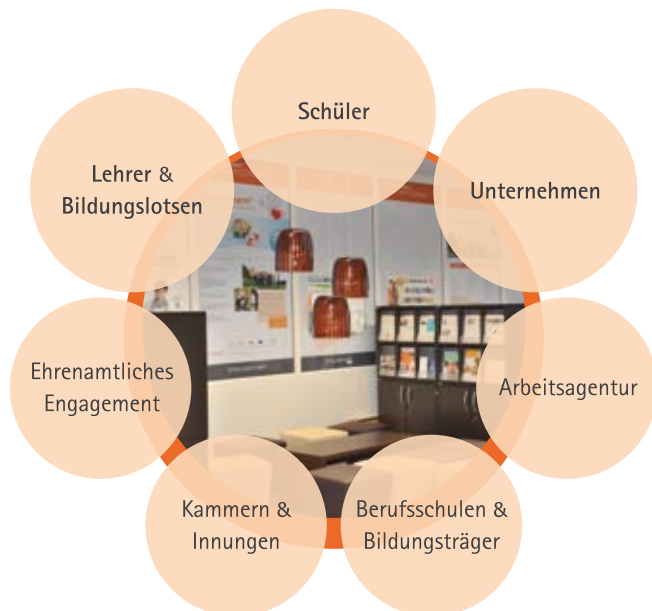 Schüler
Lehrer &
Bildungslotsen
Unternehmen
Ehrenamtliches
Engagement
Arbeitsagentur
Kammern &
Innungen
Berufsschulen &
Bildungsträger